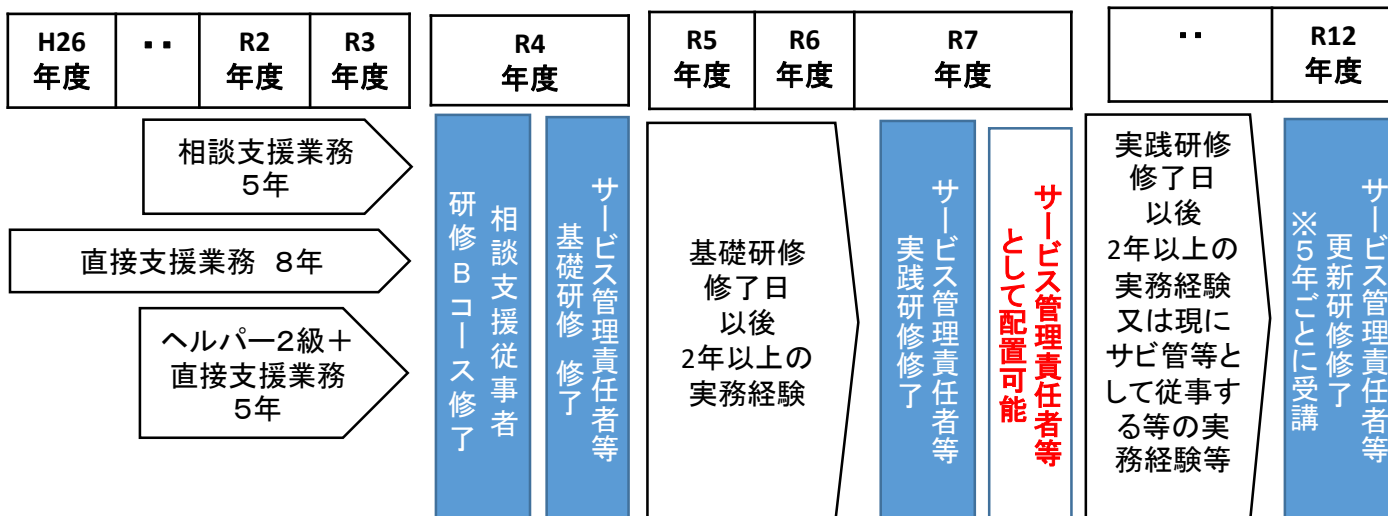 H26
年度
･･
R2
年度
R3
年度
R4
年度
R5
年度
R6
年度
R7
年度
･･
R12
年度
相談支援業務
5年
直接支援業務 8年
ヘルパー2級＋
直接支援業務
5年
相談支援従事者
研修Bコース修了
サービス管理責任者等
基礎研修 修了
基礎研修
修了日
以後
2年以上の
実務経験
サービス管理責任者等
実践研修修了
サービス管理責任者等
として配置可能
実践研修
修了日
以後
2年以上の
実務経験
又は現に
サビ管等と
して従事す
る等の実
務経験等
サービス管理責任者等
更新研修修了
※５年ごとに受講